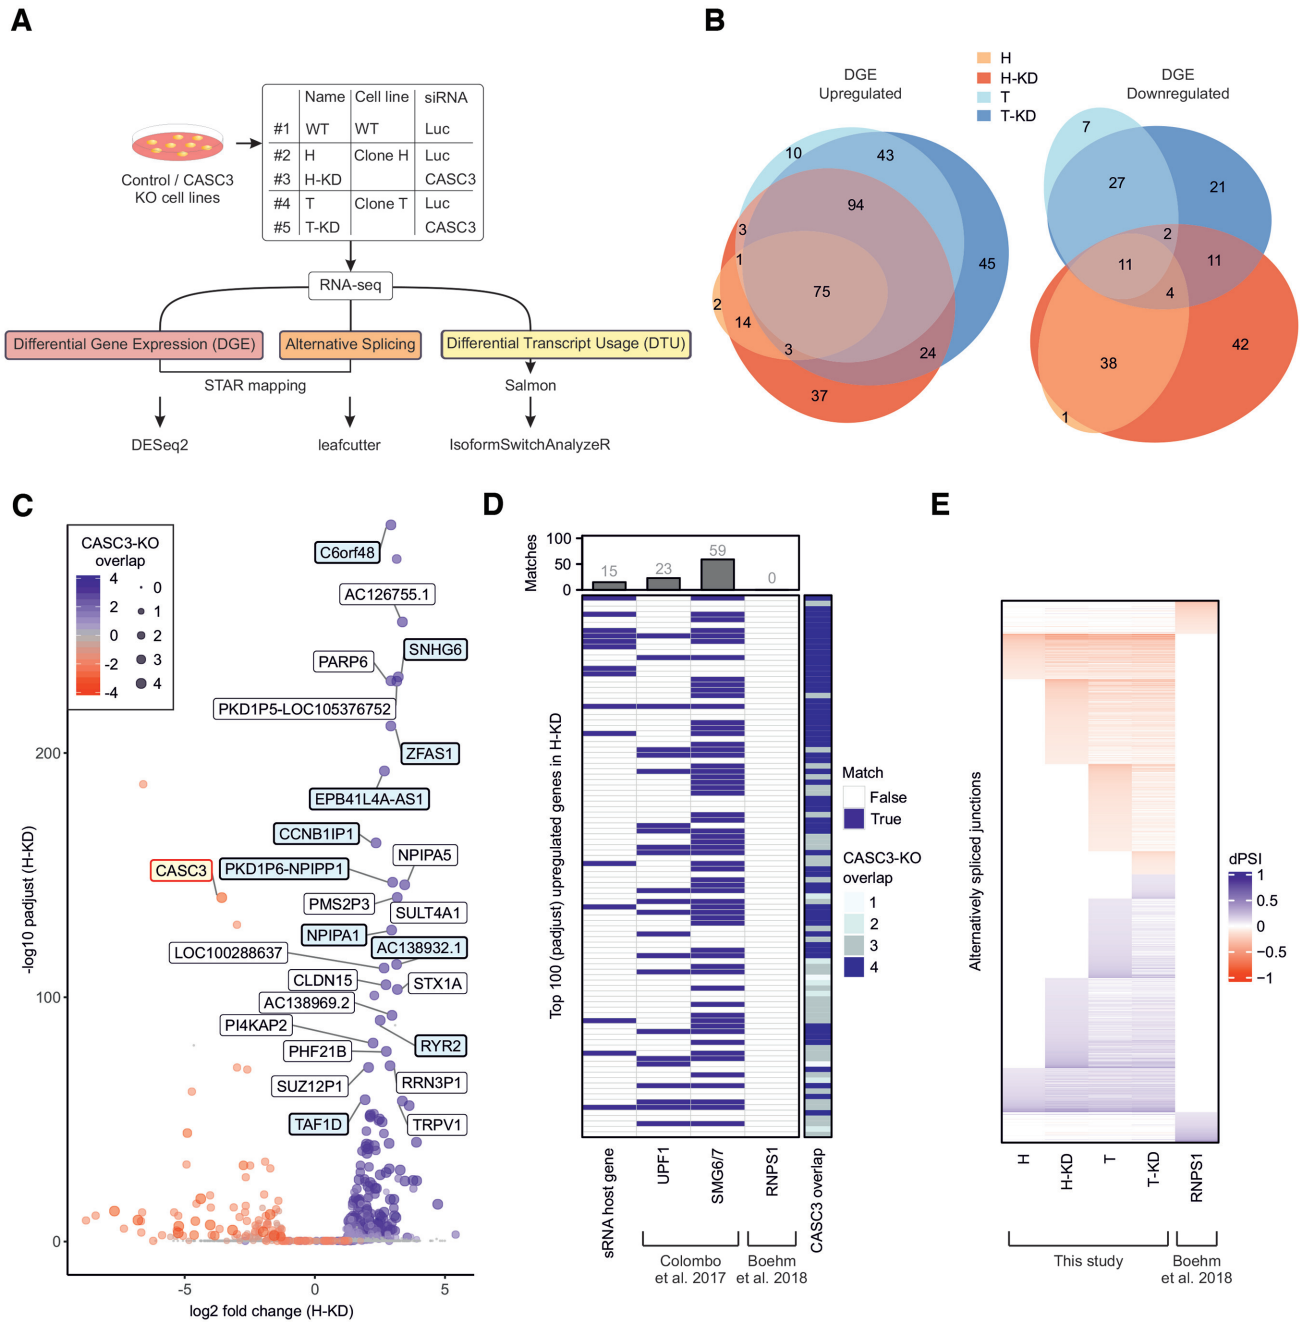 A
Name Cell line siRNA
#1 WT WT Luc
#2 H Clone H Luc
#3 H-KD CASC3
#4 T Clone T Luc
#5 T-KD CASC3
Control / CASC3
KO cell lines
RNA-seq
Differential Gene Expression (DGE)
Alternative Splicing
Differential Transcript Usage (DTU)
STAR mapping
Salmon
DESeq2
leafcutter
IsoformSwitchAnalyzeR
B
DGE
Upregulated
H
H-KD
T
T-KD
DGE
Downregulated
10
43
94
3
1
45
75
2
14
3
24
37
7
27
21
2
11
11
4
42
38
1
C
CASC3-KO
overlap
4
2
0
-2
-4
0
1
2
3
4
C6orf48
AC126755.1
SNHG6
PARP6
PKD1P5-LOC105376752
ZFAS1
EPB41L4A-AS1
CCNB1IP1
NPIPA5
CASC3
PKD1P6-NPIPP1
PMS2P3
SULT4A1
NPIPA1
AC138932.1
LOC100288637
CLDN15
STX1A
AC138969.2
PI4KAP2
RYR2
PHF21B
SUZ12P1
RRN3P1
TAF1D
TRPV1
-log10 padjust (H-KD)
200
100
0
-5
0
5
log2 fold change (H-KD)
D
Matches
100
50
0
15
23
59
0
Top 100 (padjust) upregulated genes in H-KD
Match
False
True
CASC3-KO
overlap
1
2
3
4
sRNA host gene
UPF1
SMG6/7
RNPS1
CASC3 overlap
Colombo
et al. 2017
Boehm
et al. 2018
E
Alternatively spliced junctions
dPSI
1
0.5
0
−0.5
−1
H
H-KD
T
T-KD
RNPS1
This study
Boehm
et al. 2018